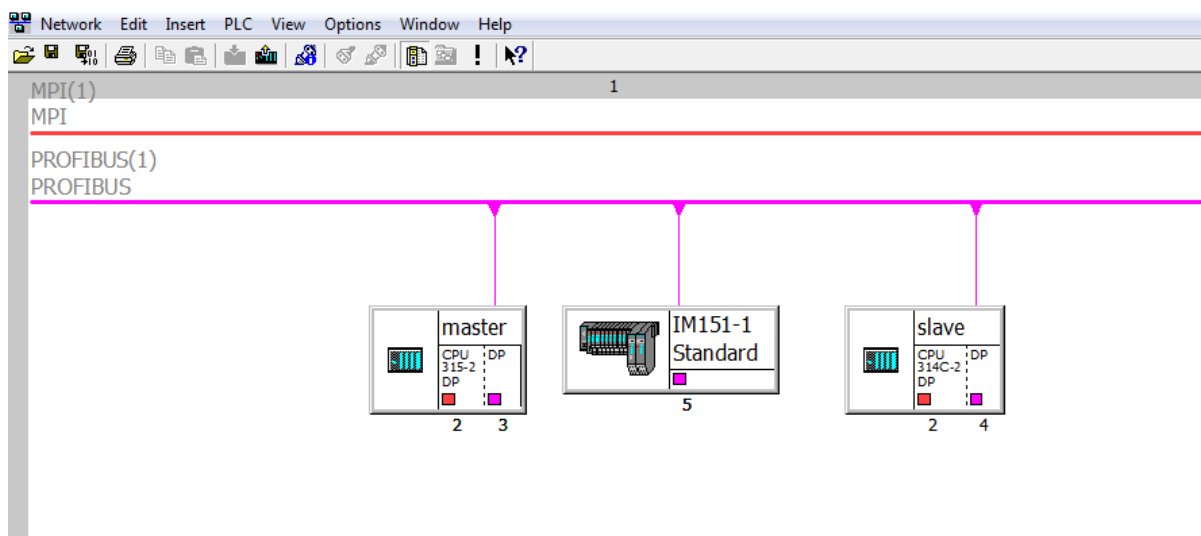 Network Edit Insert PLC View Options Window Help
MPI(1)
1
MPI
PROFIBUS(1)
PROFIBUS
master
CPU 315-2 DP
DP
2 3
IM151-1
Standard
5
slave
CPU 314C-2 DP
DP
2 4